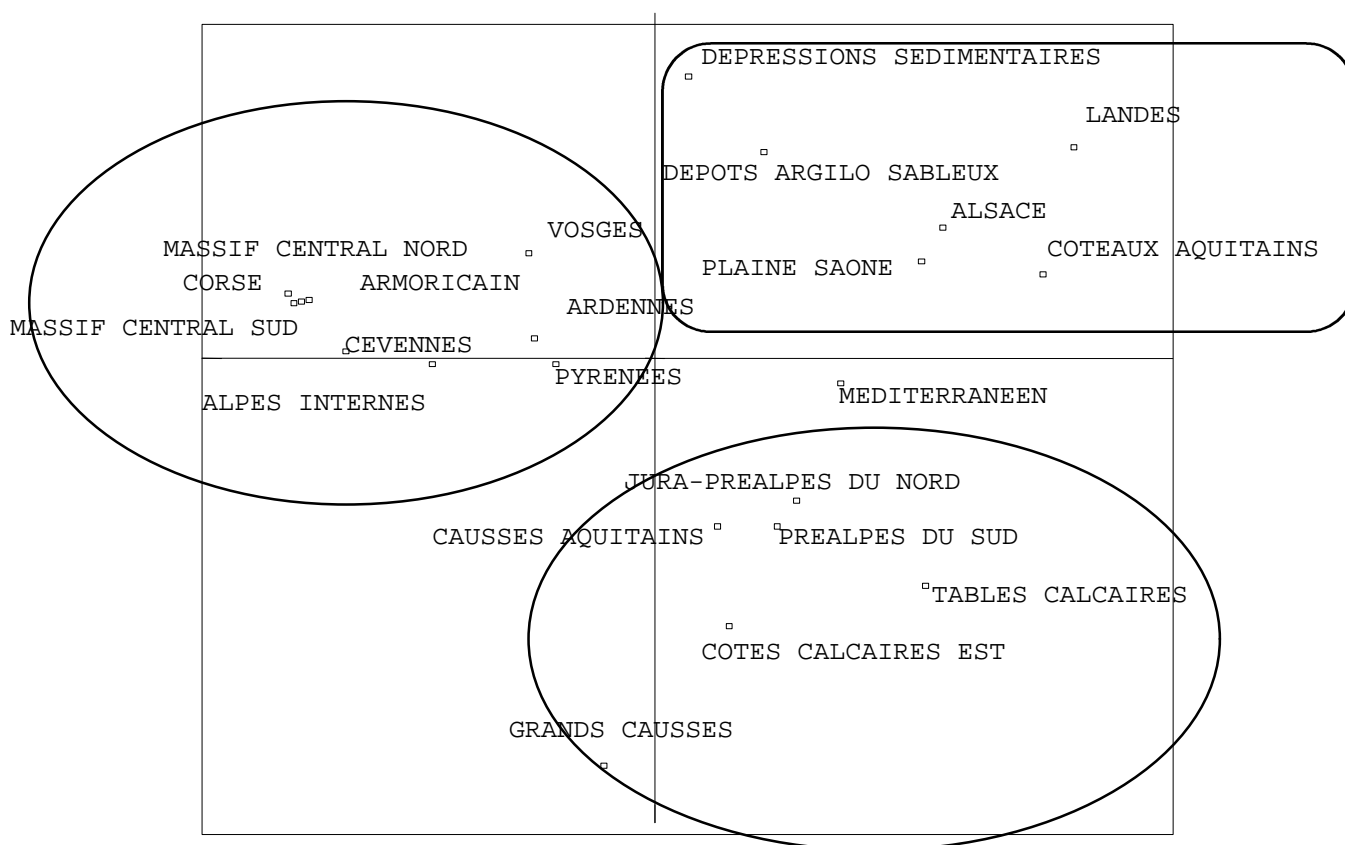 DEPRESSIONS SEDIMENTAIRES
LANDES
DEPOTS ARGILO SABLEUX
ALSACE
VOSGES
MASSIF CENTRAL NORD
COTEAUX AQUITAINS
PLAINE SAONE
CORSE
ARMORICAIN
ARDENNES
MASSIF CENTRAL SUD
CEVENNES
PYRENEES
MEDITERRANEEN
ALPES INTERNES
JURA-PREALPES DU NORD
CAUSSES AQUITAINS
PREALPES DU SUD
TABLES CALCAIRES
COTES CALCAIRES EST
GRANDS CAUSSES